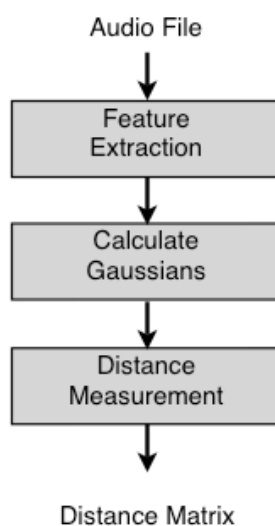 Audio File
Feature
Extraction
Calculate
Gaussians
Distance
Measurement
Distance Matrix